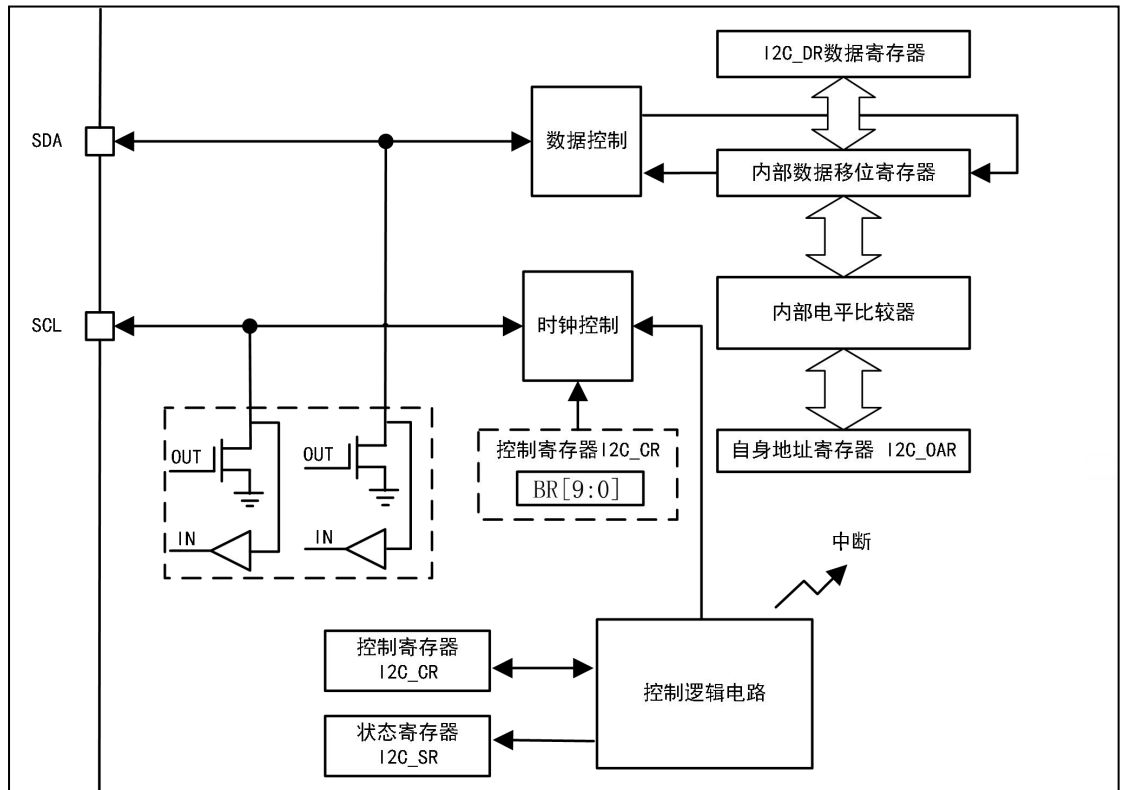 I2C_DR数据寄存器
SDA
数据控制
内部数据移位寄存器
SCL
时钟控制
内部电平比较器
控制寄存器I2C_CR
BR[9:0]
自身地址寄存器 I2C_OAR
OUT
OUT
IN
IN
中断
控制寄存器
I2C_CR
控制逻辑电路
状态寄存器
I2C_SR